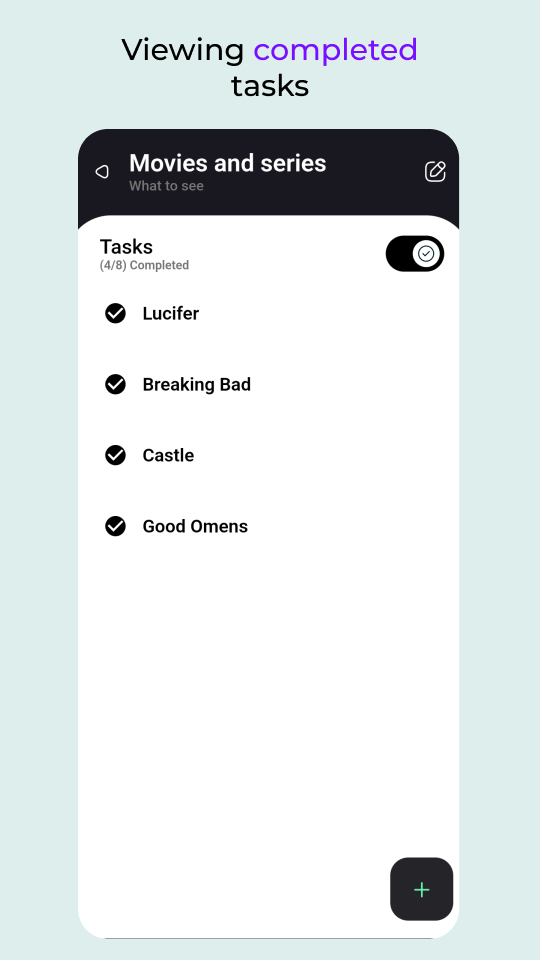 Viewing completed
tasks
Movies and series
What to see
Tasks
(4/8) Completed
Lucifer
Breaking Bad
Castle
Good Omens